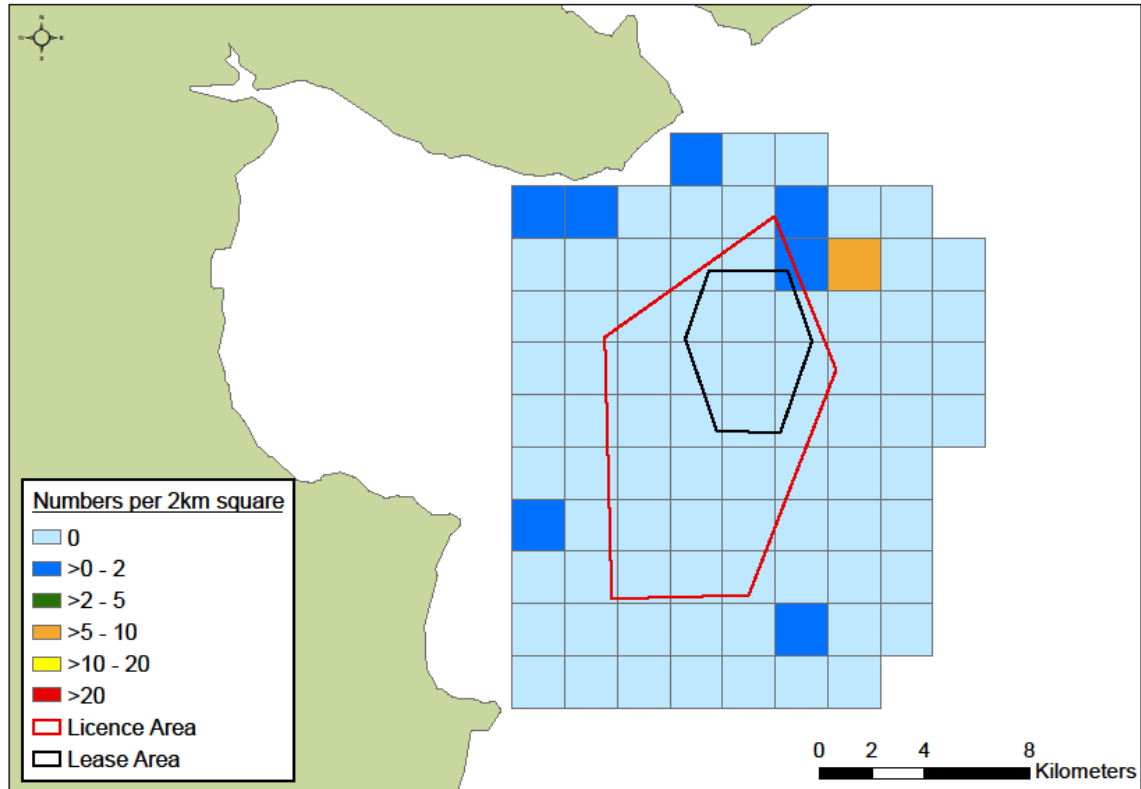 N
W E
S
Numbers per 2km square
0
>0 - 2
>2 - 5
>5 - 10
>10 - 20
>20
Licence Area
Lease Area
0 2 4 8
Kilometers